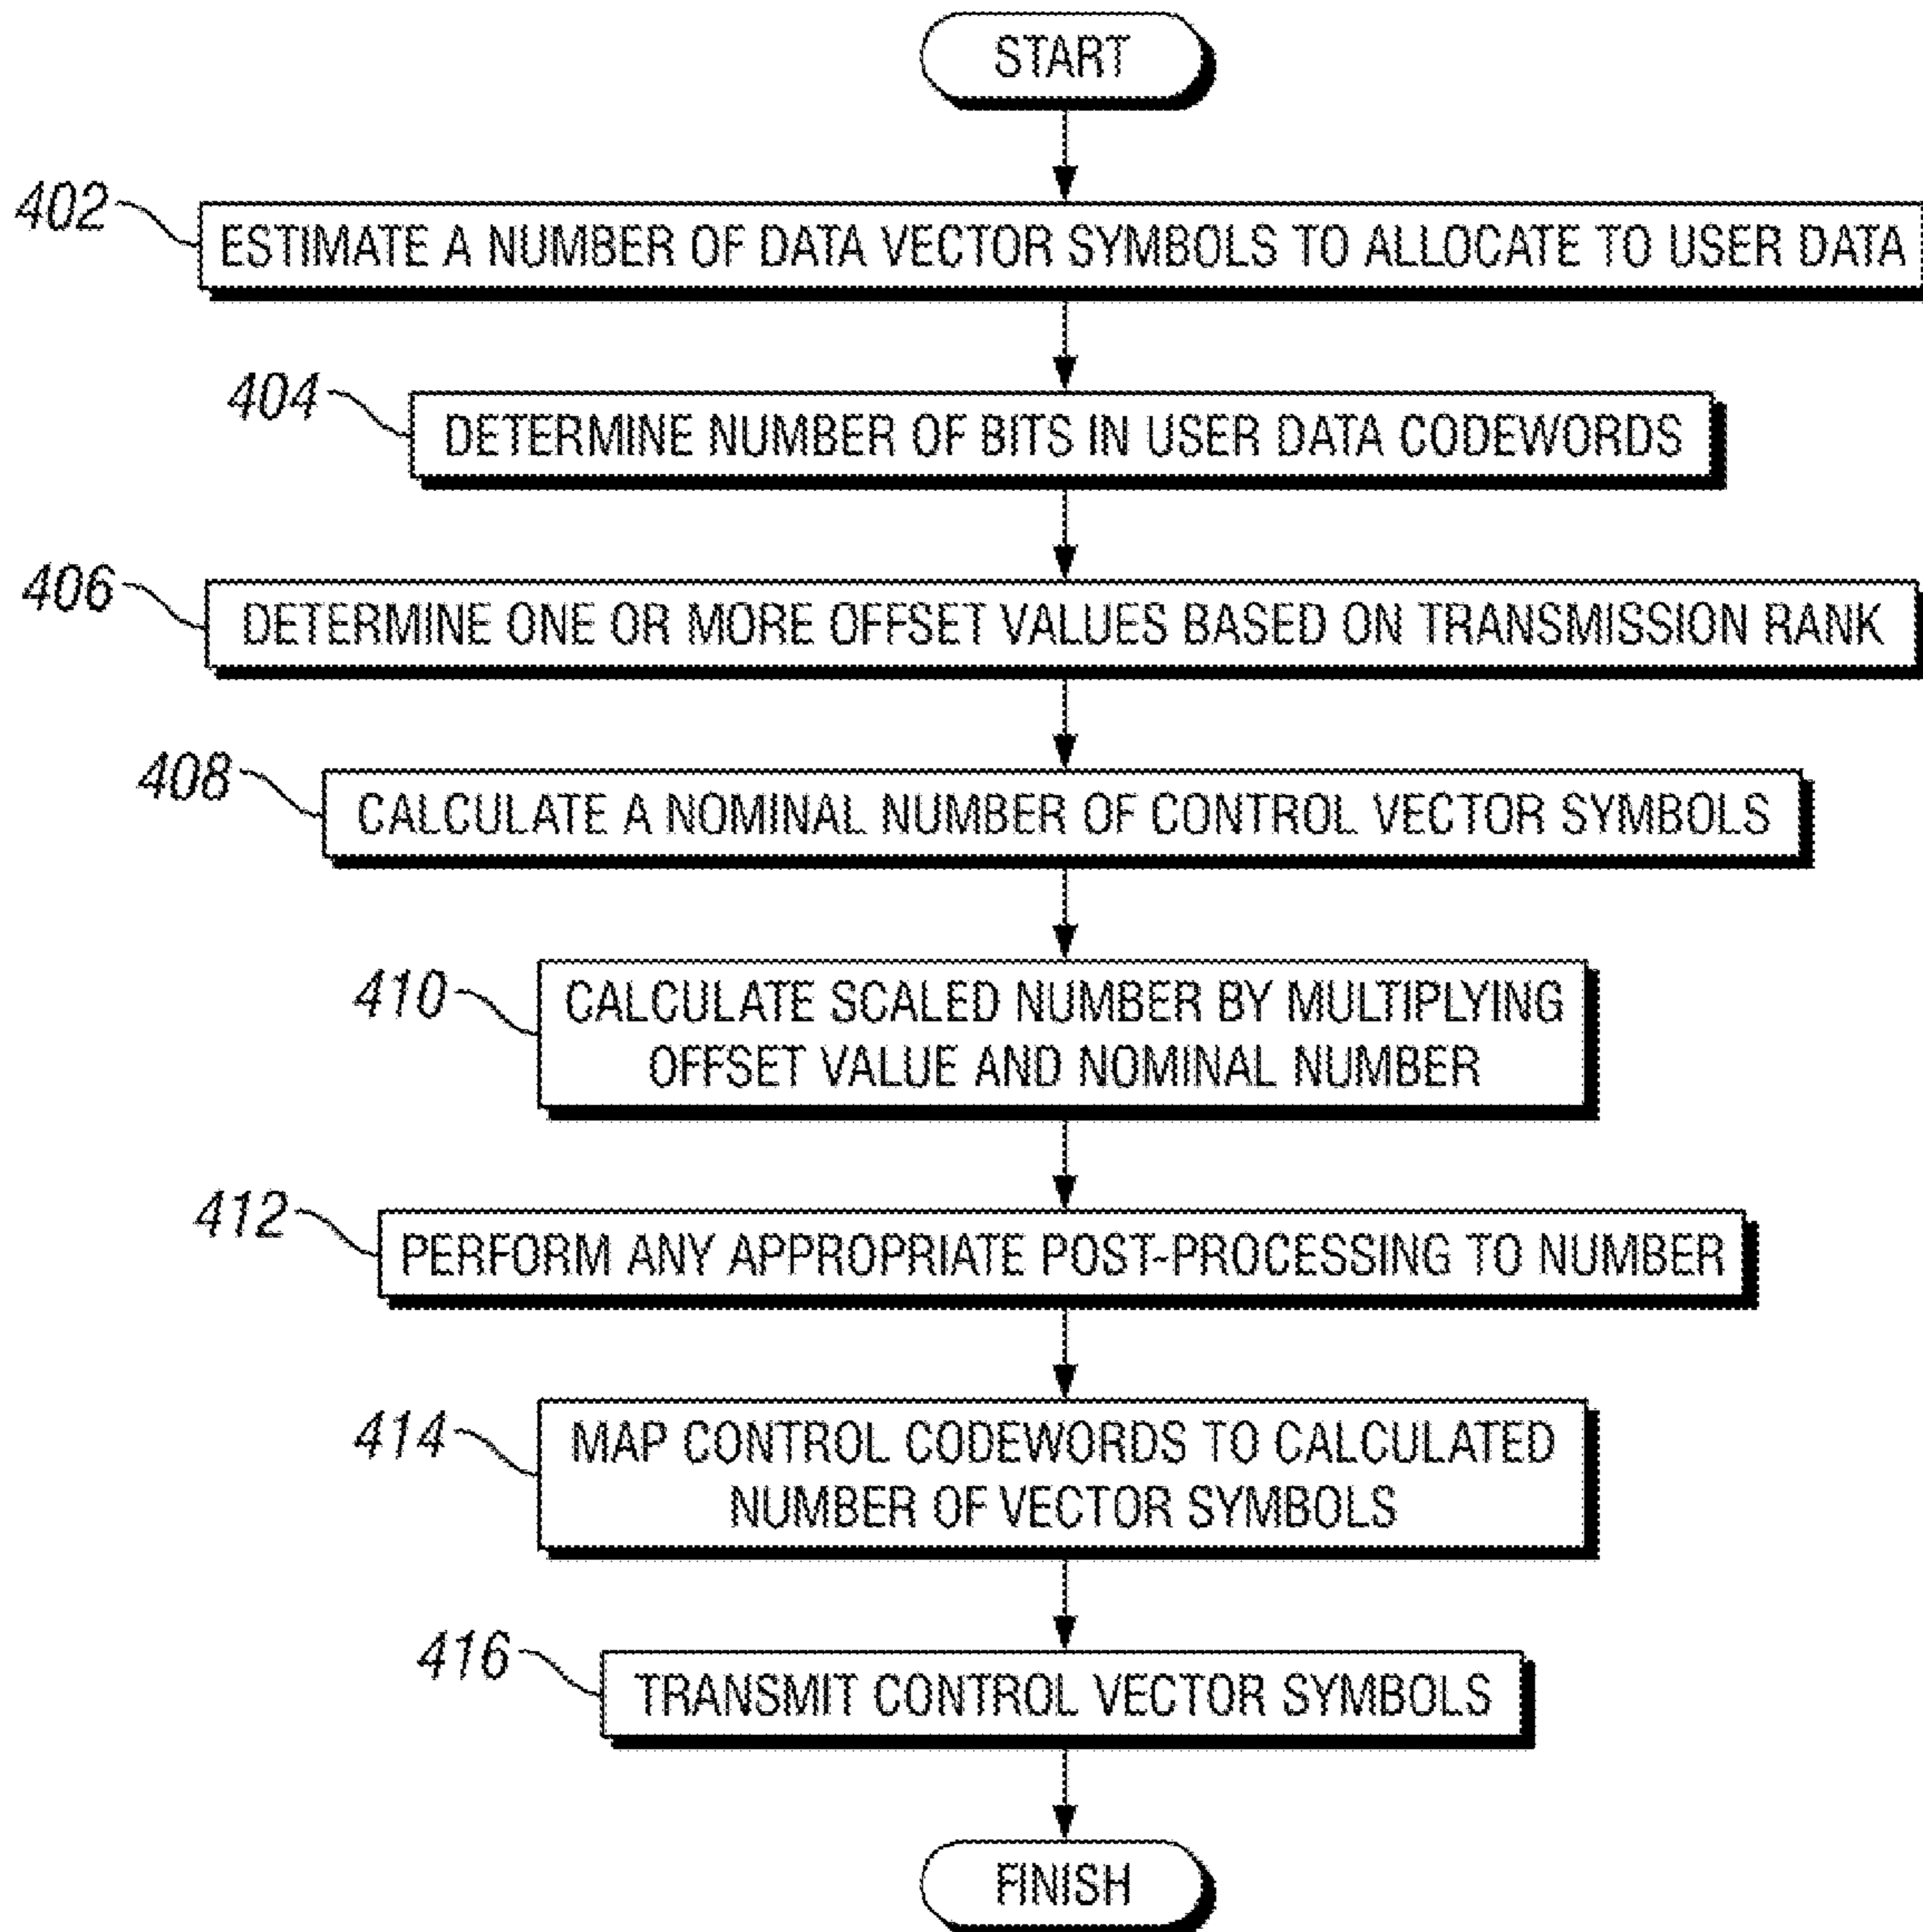 START
402
ESTIMATE A NUMBER OF DATA VECTOR SYMBOLS TO ALLOCATE TO USER DATA
404
DETERMINE NUMBER OF BITS IN USER DATA CODEWORDS
406
DETERMINE ONE OR MORE OFFSET VALUES BASED ON TRANSMISSION RANK
408
CALCULATE A NOMINAL NUMBER OF CONTROL VECTOR SYMBOLS
410
CALCULATE SCALED NUMBER BY MULTIPLYING
OFFSET VALUE AND NOMINAL NUMBER
412
PERFORM ANY APPROPRIATE POST-PROCESSING TO NUMBER
414
MAP CONTROL CODEWORDS TO CALCULATED
NUMBER OF VECTOR SYMBOLS
416
TRANSMIT CONTROL VECTOR SYMBOLS
FINISH